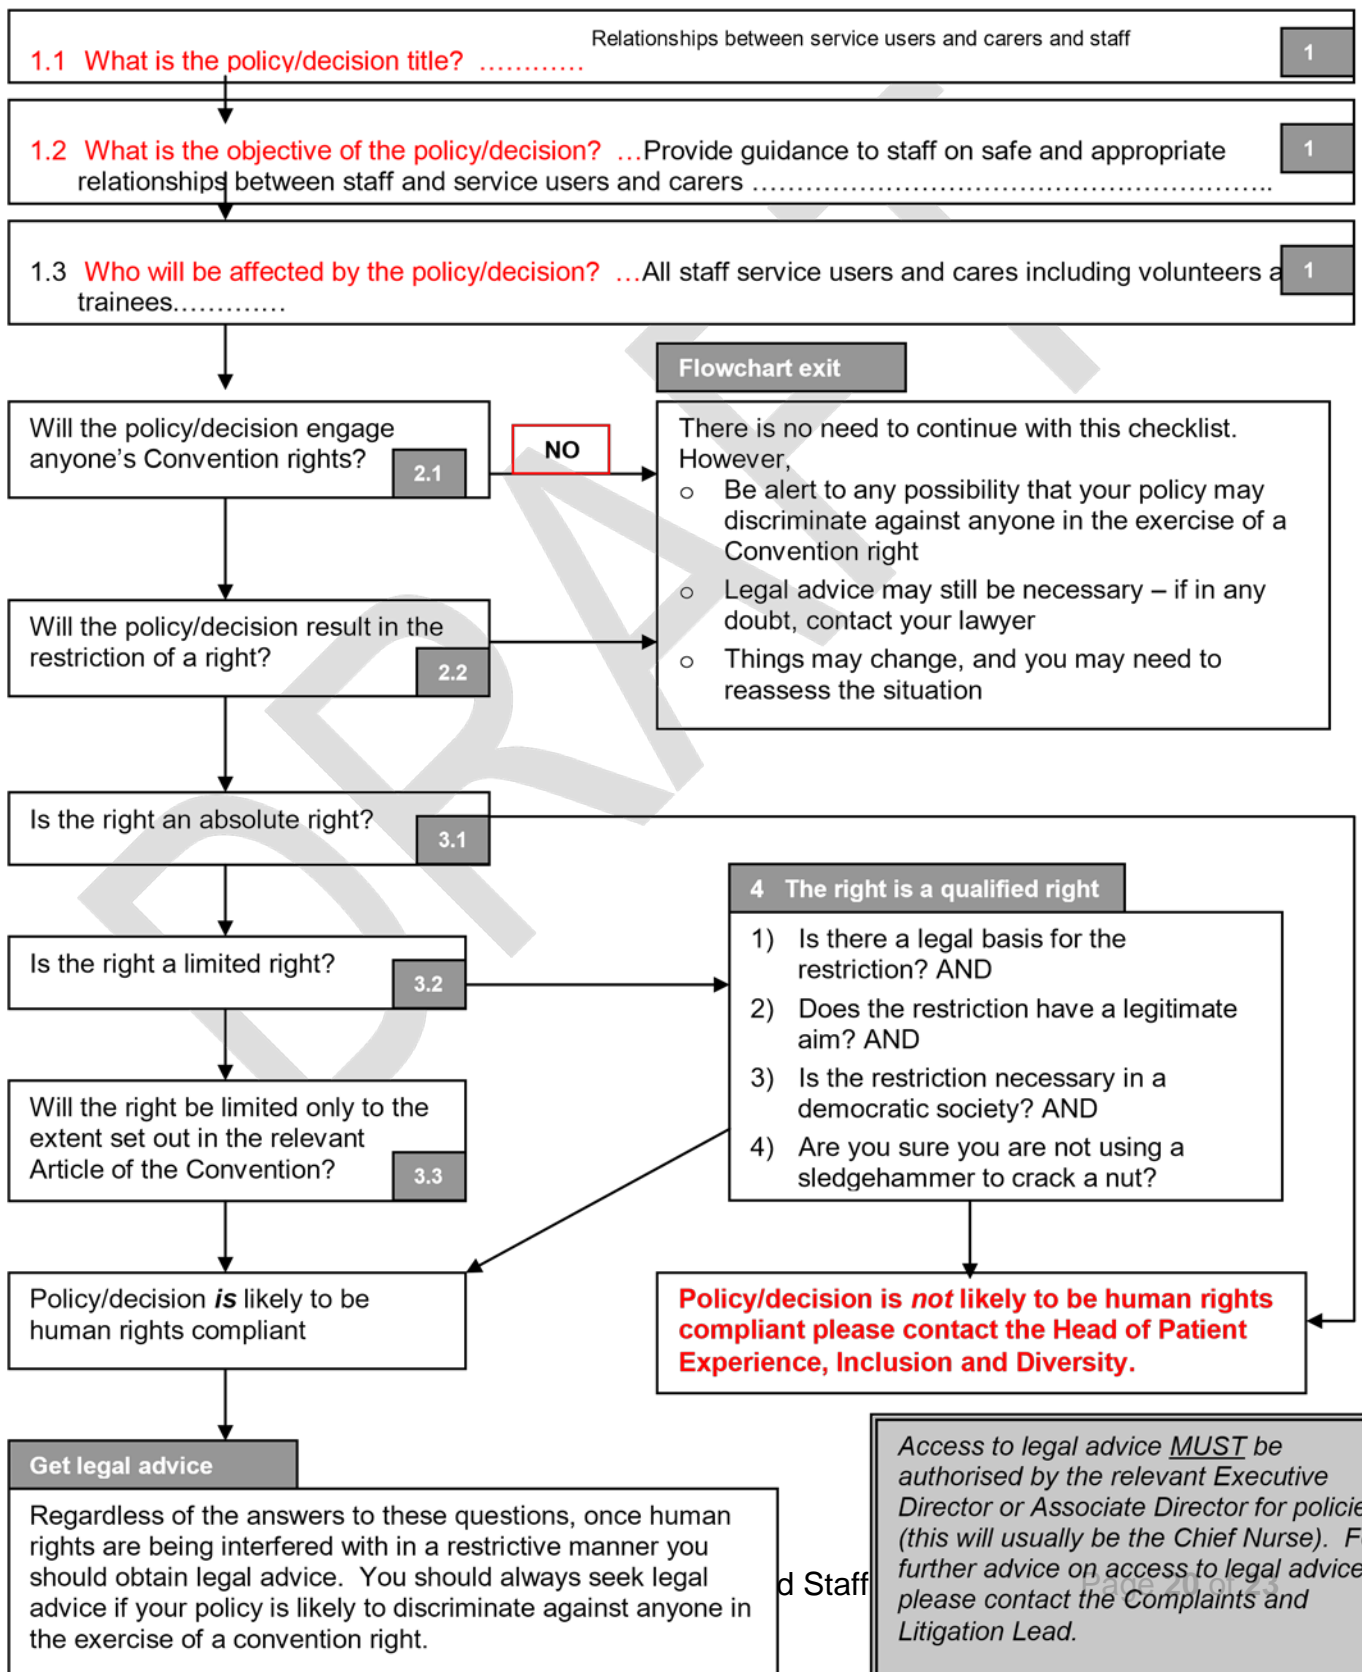 Relationships between service users and carers and staff
1.1 What is the policy/decision title? …………
1
1.2 What is the objective of the policy/decision? …Provide guidance to staff on safe and appropriate
relationships between staff and service users and carers …………………………………………………..
1
1.3 Who will be affected by the policy/decision? …All staff service users and cares including volunteers a
trainees………….
1
Flowchart exit
Will the policy/decision engage
anyone’s Convention rights?
2.1
NO
There is no need to continue with this checklist.
However,
o Be alert to any possibility that your policy may
discriminate against anyone in the exercise of a
Convention right
o Legal advice may still be necessary – if in any
doubt, contact your lawyer
o Things may change, and you may need to
reassess the situation
Will the policy/decision result in the
restriction of a right?
2.2
Is the right an absolute right?
3.1
4 The right is a qualified right
1) Is there a legal basis for the
restriction? AND
2) Does the restriction have a legitimate
aim? AND
3) Is the restriction necessary in a
democratic society? AND
4) Are you sure you are not using a
sledgehammer to crack a nut?
Is the right a limited right?
3.2
Will the right be limited only to the
extent set out in the relevant
Article of the Convention?
3.3
Policy/decision is likely to be
human rights compliant
Policy/decision is not likely to be human rights
compliant please contact the Head of Patient
Experience, Inclusion and Diversity.
Get legal advice
Regardless of the answers to these questions, once human
rights are being interfered with in a restrictive manner you
should obtain legal advice. You should always seek legal
advice if your policy is likely to discriminate against anyone in
the exercise of a convention right.
Access to legal advice MUST be
authorised by the relevant Executive
Director or Associate Director for policie
(this will usually be the Chief Nurse). F
further advice on access to legal advice
please contact the Complaints and
Litigation Lead.
d Staff
Page 20 of 23
DRAFT